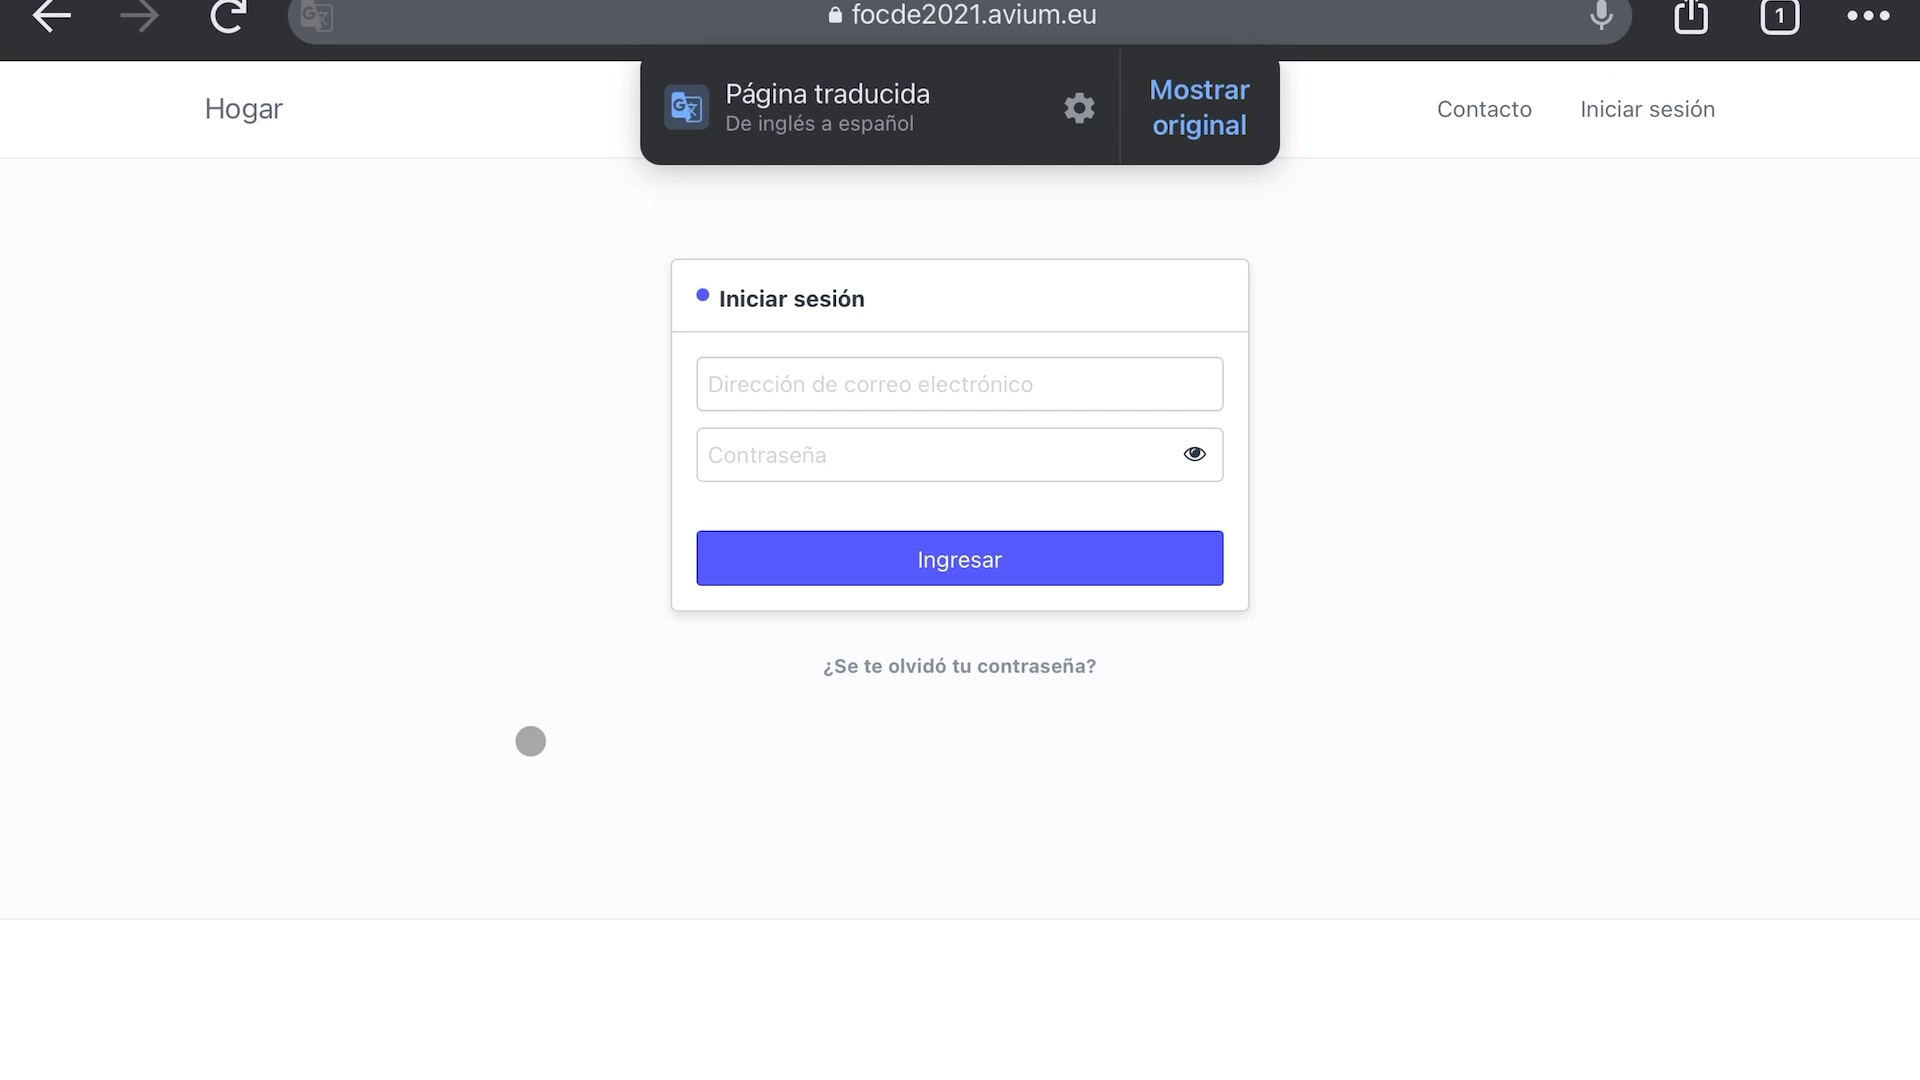 focde2021.avium.eu
1
Hogar
Página traducida
De inglés a español
Mostrar
original
Contacto
Iniciar sesión
Iniciar sesión
Dirección de correo electrónico
Contraseña
Ingresar
¿Se te olvidó tu contraseña?